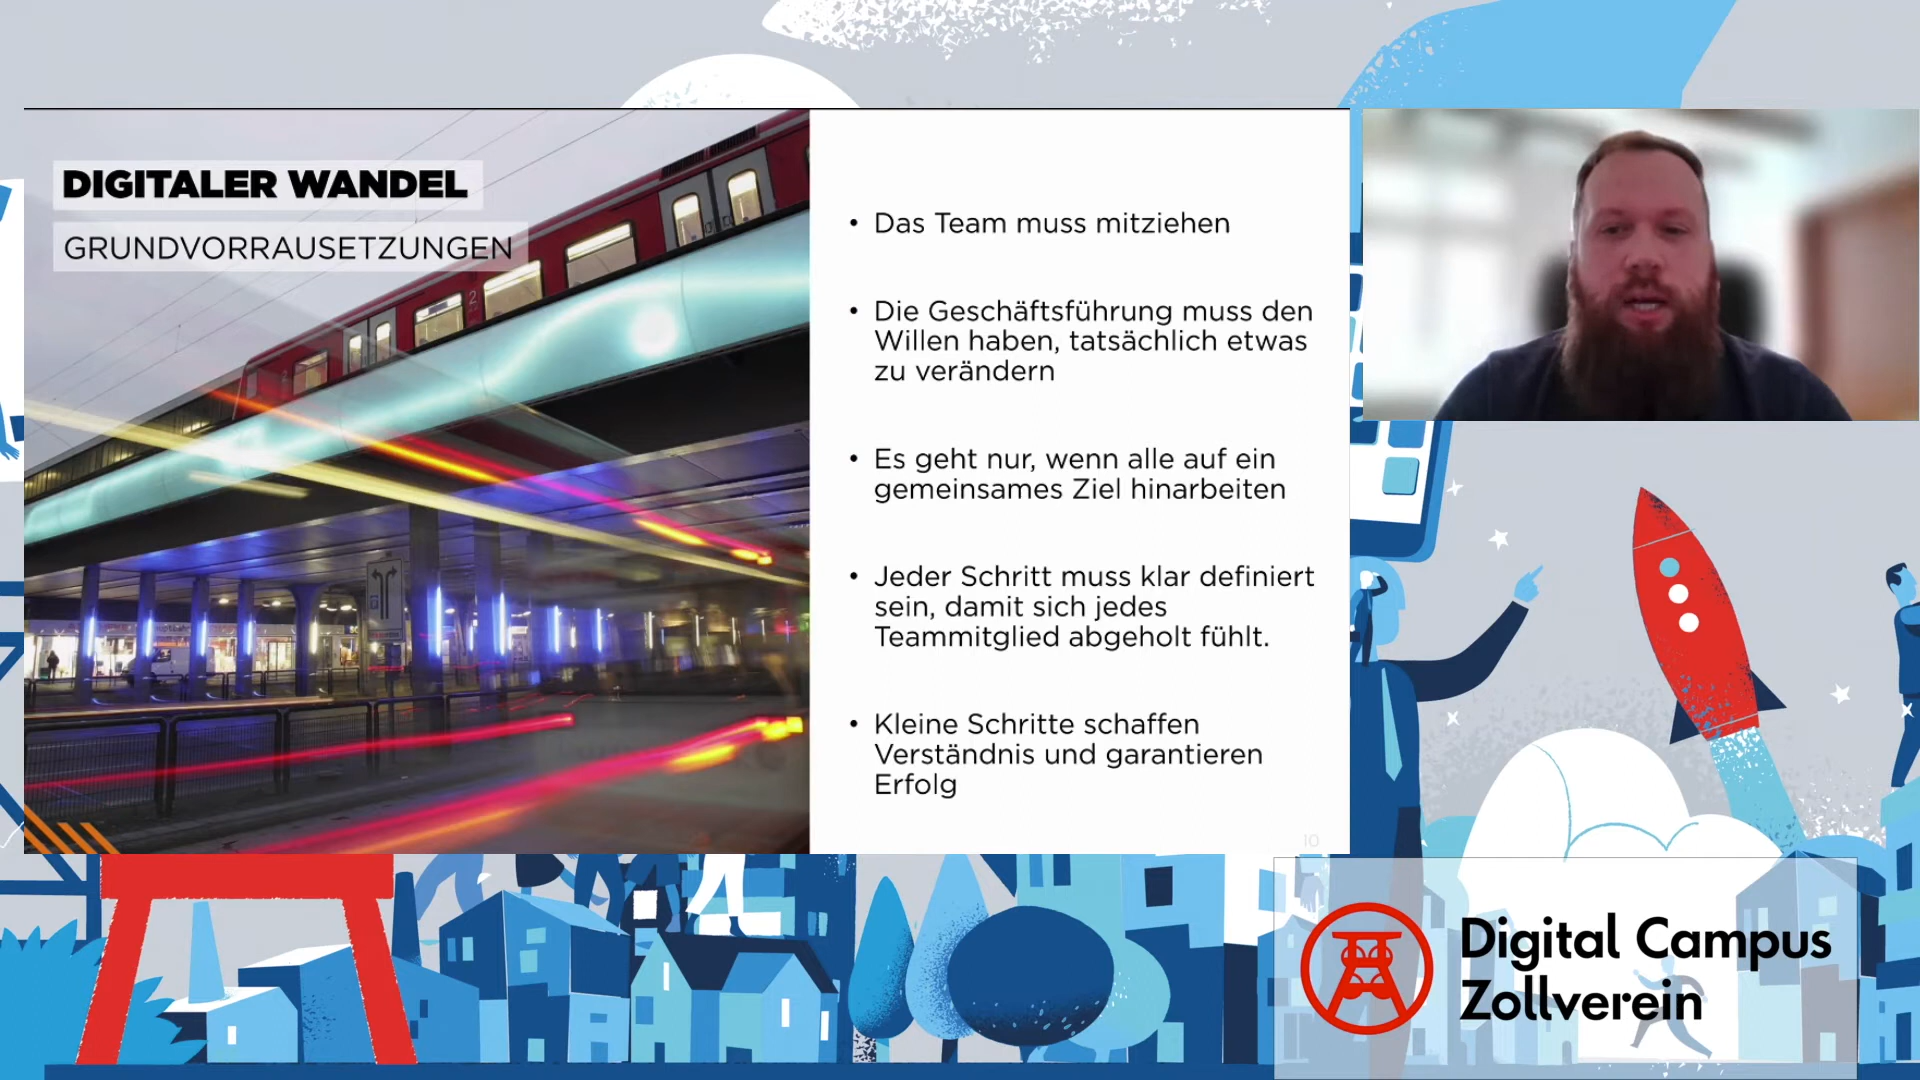 DIGITALER WANDEL
GRUNDVORRAUSETZUNGEN
• Das Team muss mitziehen
• Die Geschäftsführung muss den
Willen haben, tatsächlich etwas
zu verändern
• Es geht nur, wenn alle auf ein
gemeinsames Ziel hinarbeiten
• Jeder Schritt muss klar definiert
sein, damit sich jedes
Teammitglied abgeholt fühlt.
• Kleine Schritte schaffen
Verständnis und garantieren
Erfolg
10
Digital Campus
Zollverein